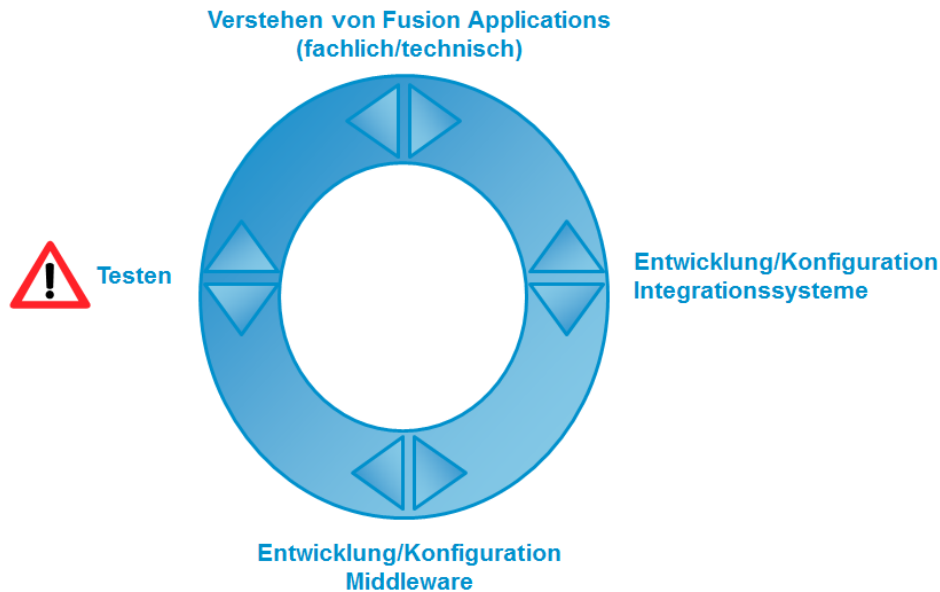 Verstehen von Fusion Applications
(fachlich/technisch)
Testen
Entwicklung/Konfiguration
Integrationssysteme
Entwicklung/Konfiguration
Middleware